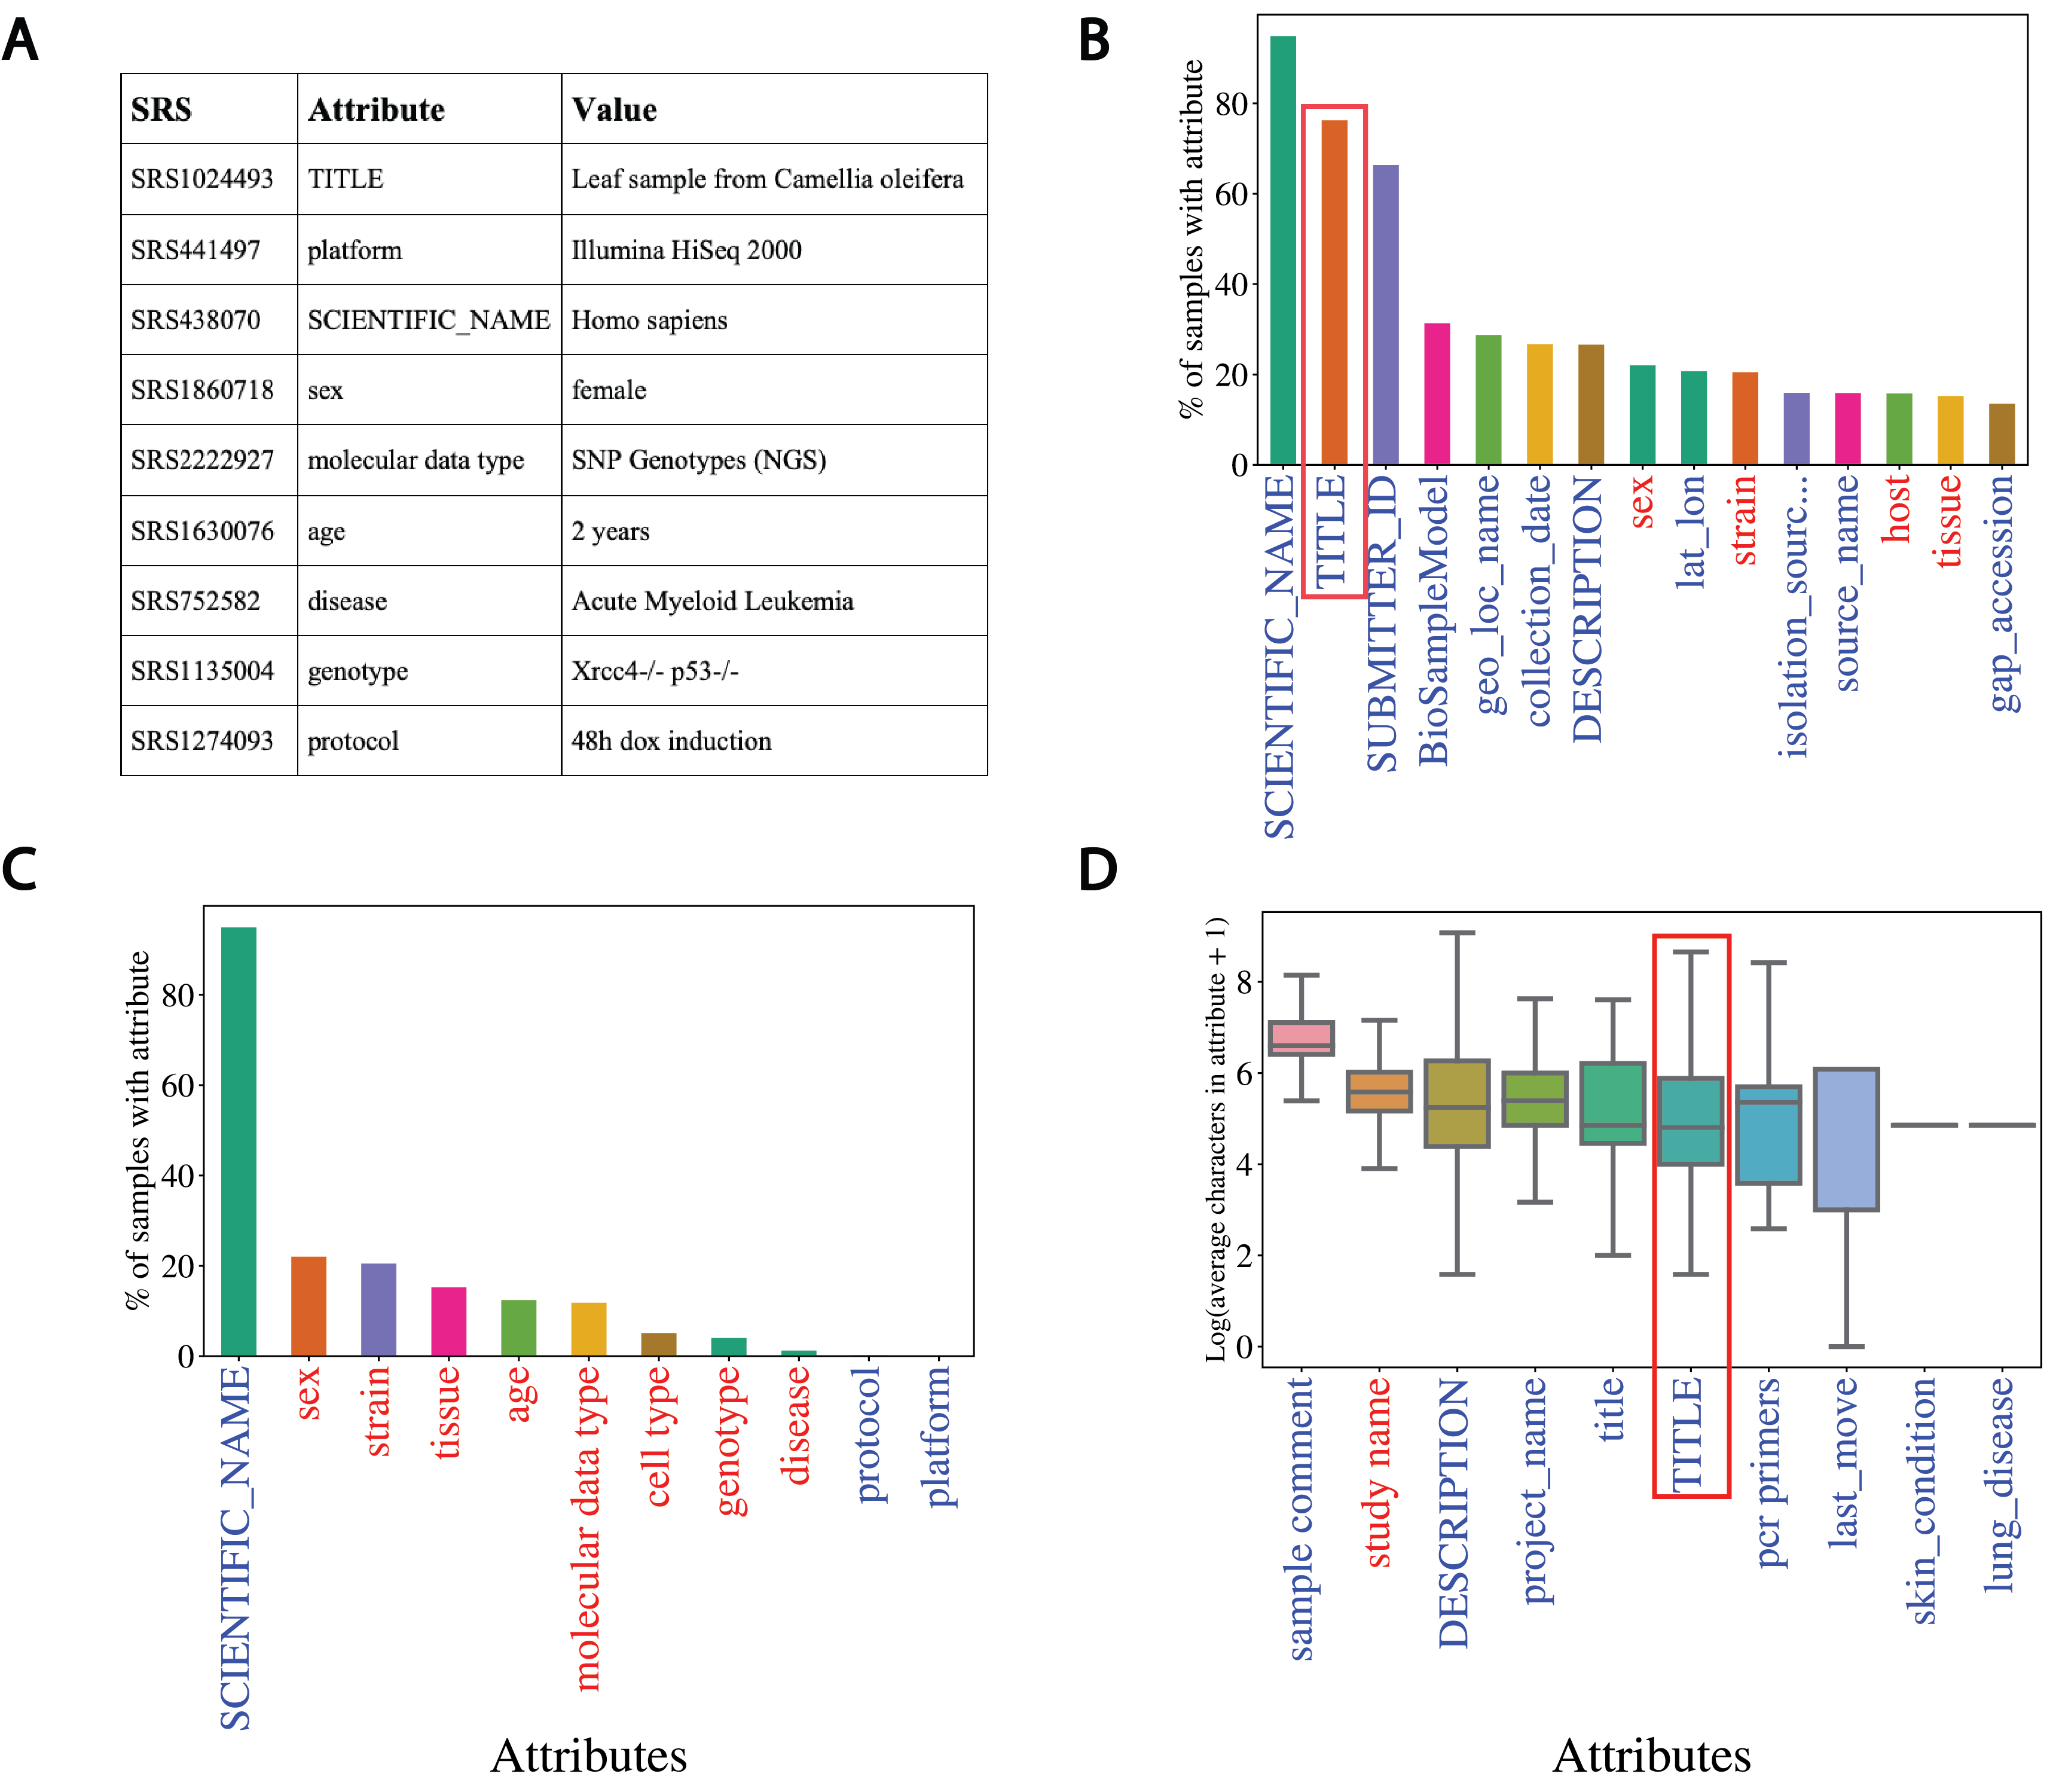 A
SRS Attribute Value
SRS1024493 TITLE Leaf sample from Camellia oleifera
SRS441497 platform Illumina HiSeq 2000
SRS438070 SCIENTIFIC_NAME Homo sapiens
SRS1860718 sex female
SRS2222927 molecular data type SNP Genotypes (NGS)
SRS1630076 age 2 years
SRS752582 disease Acute Myeloid Leukemia
SRS1135004 genotype Xrcc4-/- p53-/-
SRS1274093 protocol 48h dox induction
B
% of samples with attribute
80
60
40
20
0
SCIENTIFIC_NAME
TITLE
SUBMITTER_ID
BioSampleModel
geo_loc_name
collection_date
DESCRIPTION
sex
lat_lon
strain
isolation_sourc...
source_name
host
tissue
gap_accession
C
% of samples with attribute
80
60
40
20
0
SCIENTIFIC_NAME
sex
strain
tissue
age
molecular data type
cell type
genotype
disease
protocol
platform
Attributes
D
Log(average characters in attribute + 1)
8
6
4
2
0
sample comment
study name
DESCRIPTION
project_name
title
TITLE
pcr primers
last_move
skin_condition
lung_disease
Attributes